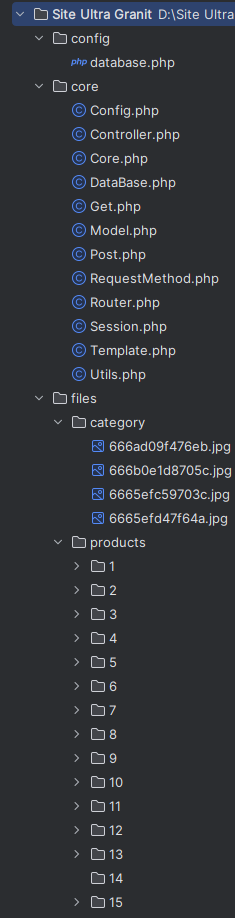 Site Ultra Granit D:\Site Ultra
config
php database.php
core
C Config.php
C Controller.php
C Core.php
C DataBase.php
C Get.php
C Model.php
C Post.php
C RequestMethod.php
C Router.php
C Session.php
C Template.php
C Utils.php
files
category
666ad09f476eb.jpg
666b0e1d8705c.jpg
6665efc59703c.jpg
6665efd47f64a.jpg
products
1
2
3
4
5
6
7
8
9
10
11
12
13
14
15